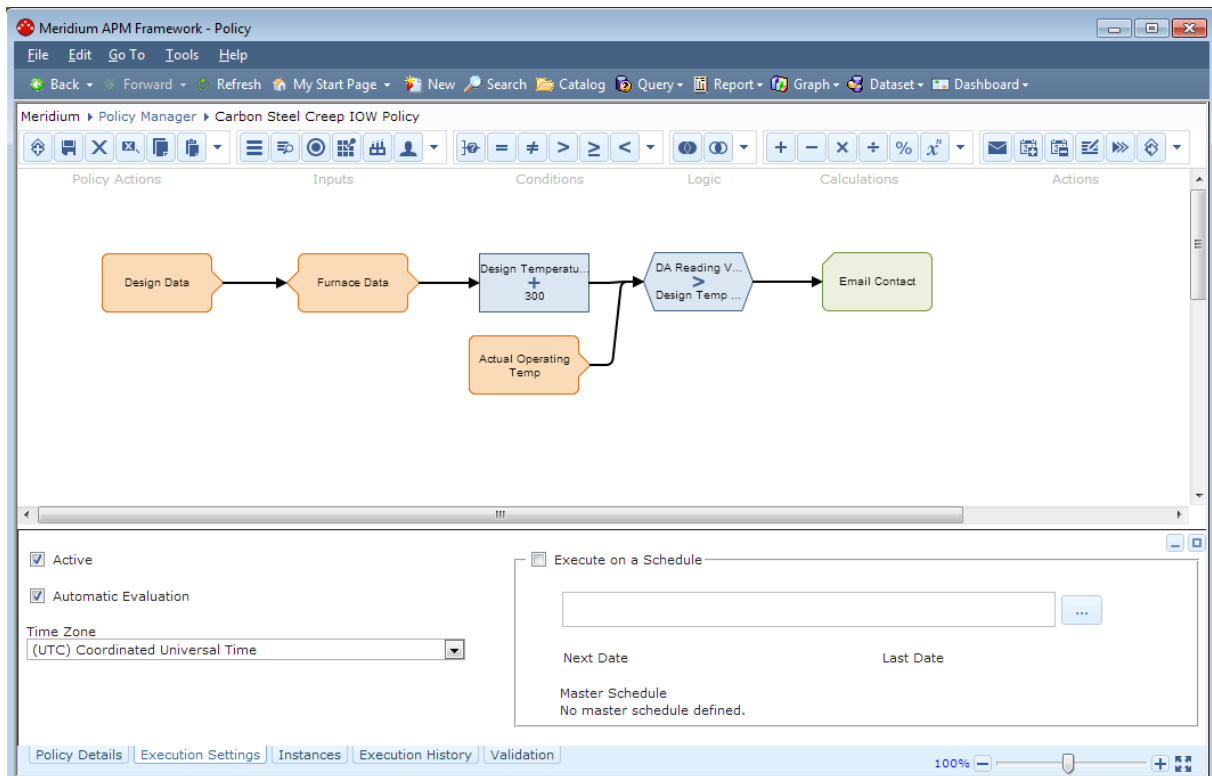 Meridium APM Framework - Policy
File Edit Go To Tools Help
Back Forward Refresh My Start Page New Search Catalog Query Report Graph Dataset Dashboard
Meridium Policy Manager Carbon Steel Creep IOW Policy
= ≠ > ≥ < + − × ÷ % xⁿ
Policy Actions Inputs Conditions Logic Calculations Actions
Design Data
Furnace Data
Design Temperatu...
+
300
DA Reading V...
>
Design Temp ...
Email Contact
Actual Operating
Temp
Active
Execute on a Schedule
Automatic Evaluation
...
Time Zone
(UTC) Coordinated Universal Time
Next Date Last Date
Master Schedule
No master schedule defined.
Policy Details Execution Settings Instances Execution History Validation
100%